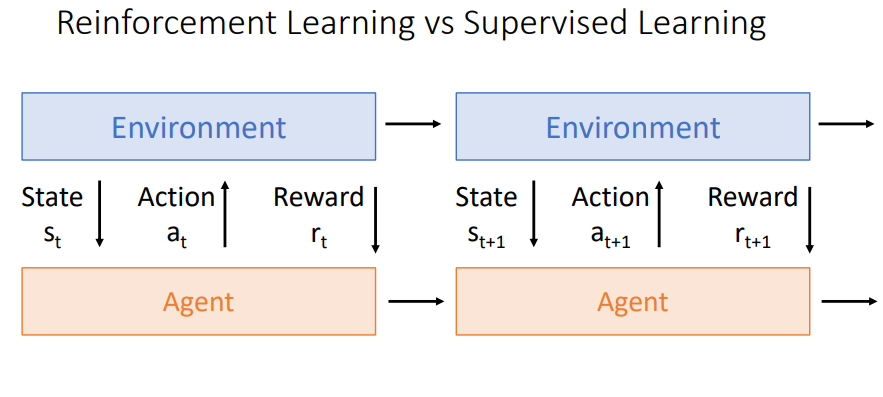 Reinforcement Learning vs Supervised Learning
Environment
Environment
State
Action
Reward
State
Action
Reward
sₜ
aₜ
rₜ
sₜ₊₁
aₜ₊₁
rₜ₊₁
Agent
Agent